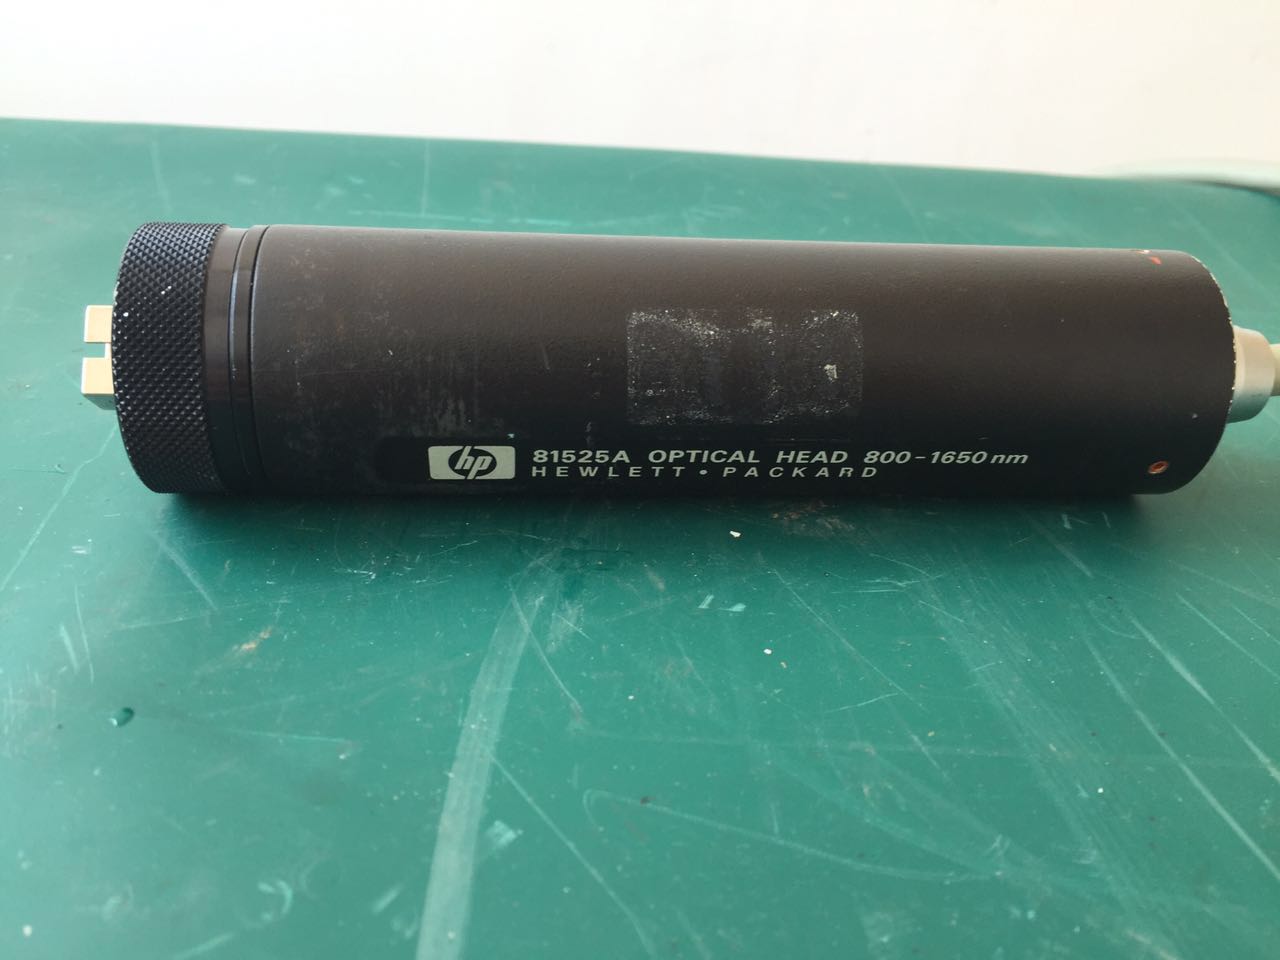 hp 81525A OPTICAL HEAD 800-1650nm
HEWLETT • PACKARD